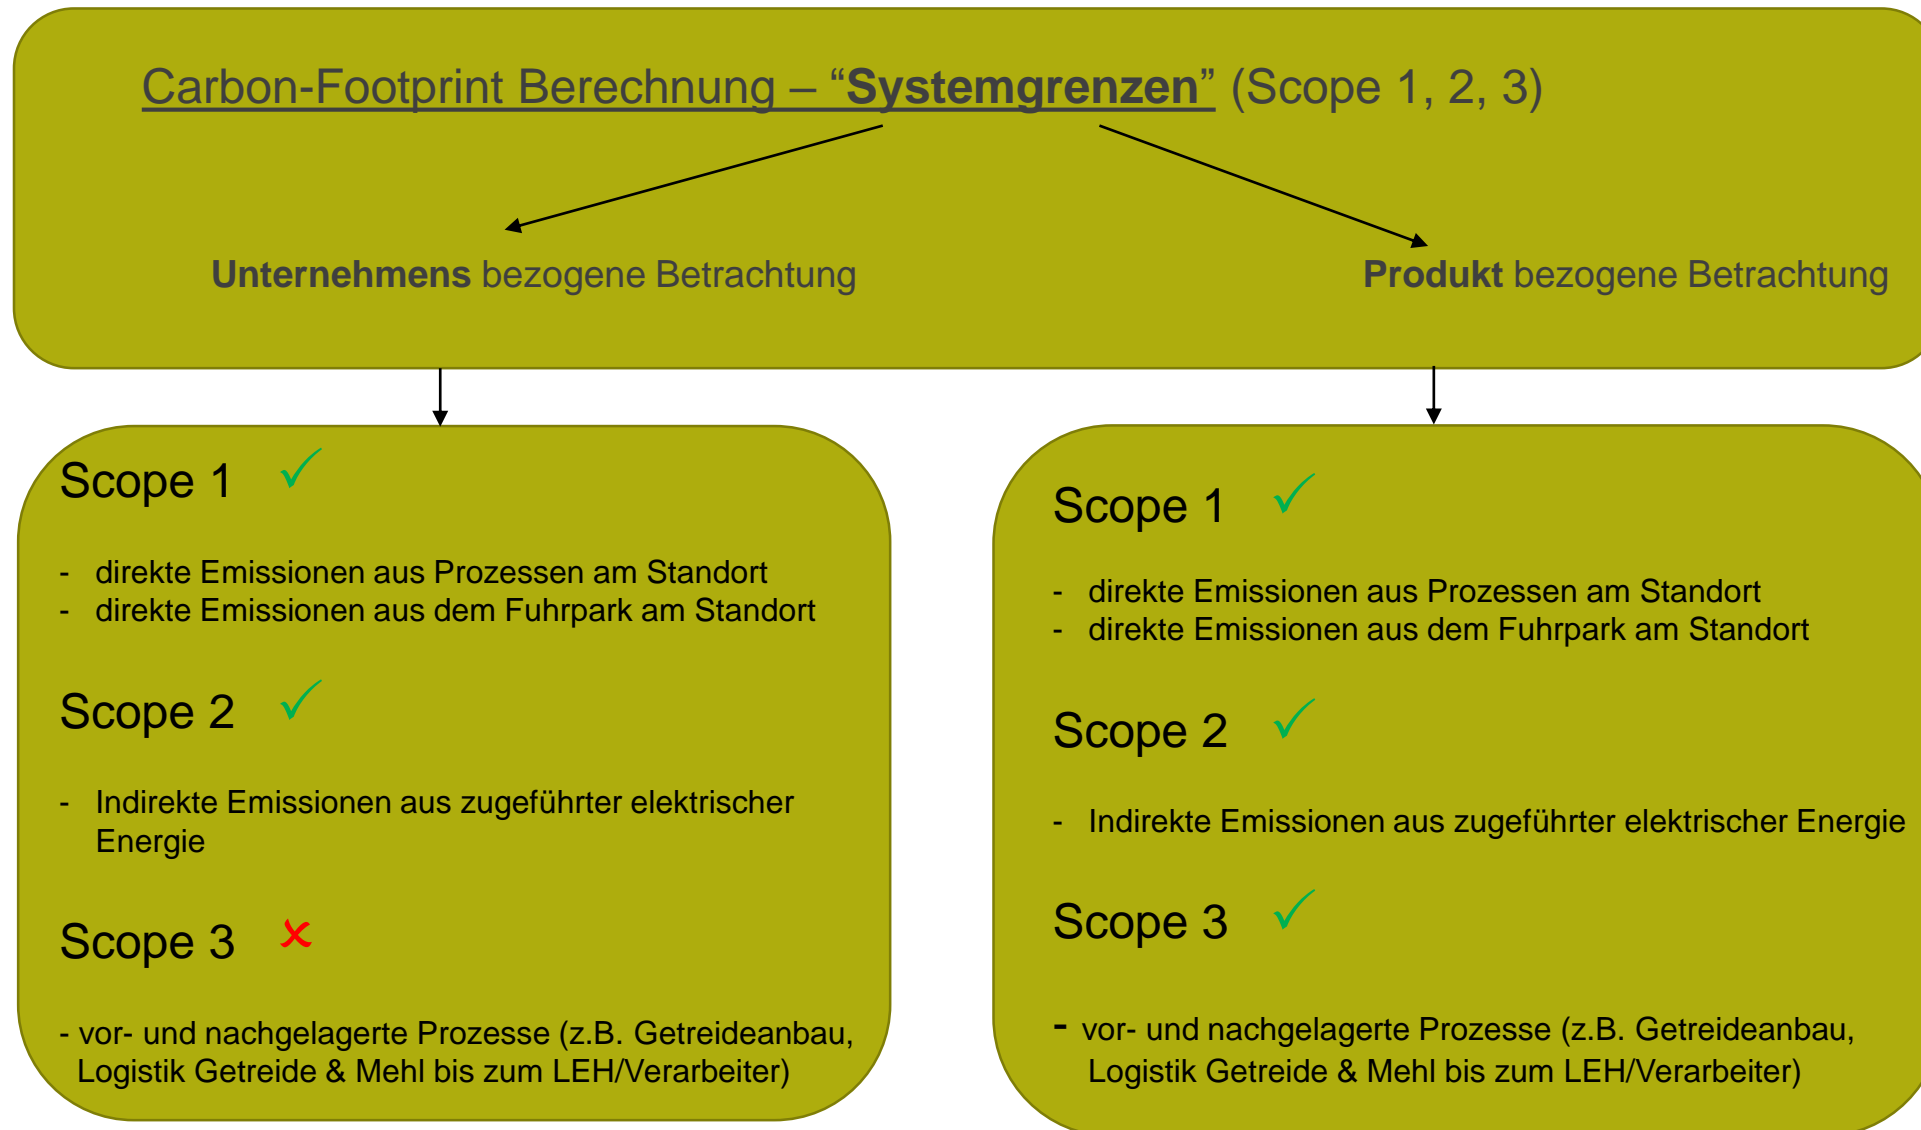 Carbon-Footprint Berechnung – “Systemgrenzen” (Scope 1, 2, 3)
Unternehmens bezogene Betrachtung
Produkt bezogene Betrachtung
Scope 1 ✓
- direkte Emissionen aus Prozessen am Standort
- direkte Emissionen aus dem Fuhrpark am Standort
Scope 2 ✓
- Indirekte Emissionen aus zugeführter elektrischer
Energie
Scope 3 ✗
- vor- und nachgelagerte Prozesse (z.B. Getreideanbau,
Logistik Getreide & Mehl bis zum LEH/Verarbeiter)
Scope 1 ✓
- direkte Emissionen aus Prozessen am Standort
- direkte Emissionen aus dem Fuhrpark am Standort
Scope 2 ✓
- Indirekte Emissionen aus zugeführter elektrischer Energie
Scope 3 ✓
- vor- und nachgelagerte Prozesse (z.B. Getreideanbau,
Logistik Getreide & Mehl bis zum LEH/Verarbeiter)